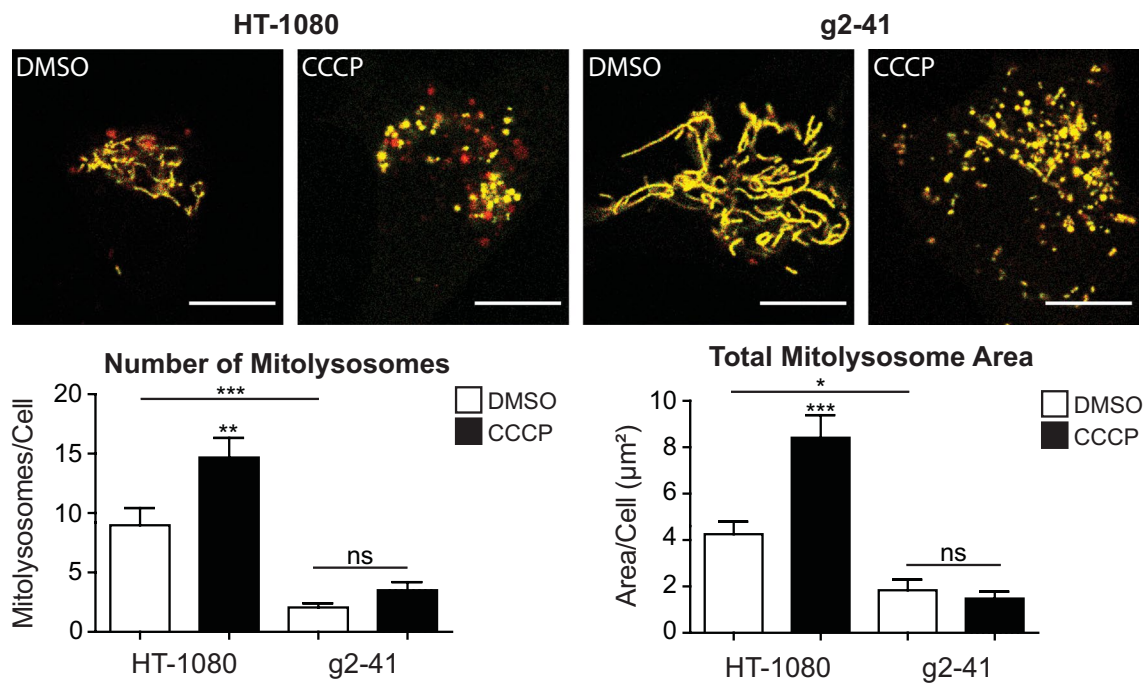 HT-1080 g2-41
DMSO CCCP DMSO CCCP
Number of Mitolysosomes
Mitolysosomes/Cell
20
15
10
5
0
***
**
ns
DMSO
CCCP
HT-1080 g2-41
Total Mitolysosome Area
Area/Cell (µm²)
10
8
6
4
2
0
*
***
ns
DMSO
CCCP
HT-1080 g2-41